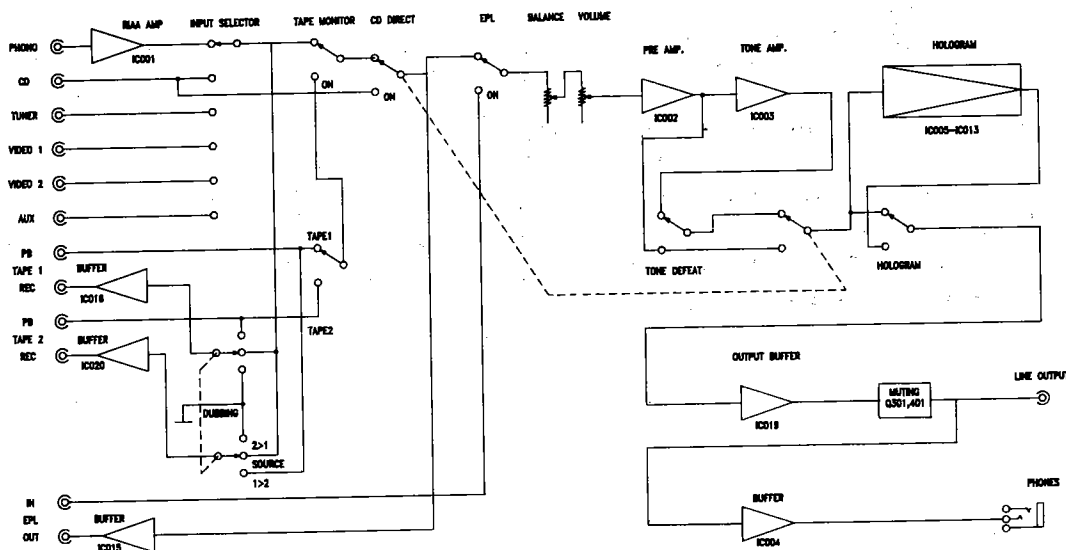 RIAA AMP
INPUT SELECTOR
TAPE MONITOR
CD DIRECT
EPL
BALANCE
VOLUME
PRE AMP.
TONE AMP.
HOLOGRAM
PHONO
IC001
CD
ON
ON
ON
IC002
IC003
IC005-IC013
TUNER
VIDEO 1
VIDEO 2
AUX
PB
TAPE1
TONE DEFEAT
HOLOGRAM
TAPE 1
BUFFER
REC
IC016
PB
TAPE2
TAPE 2
BUFFER
REC
IC020
OUTPUT BUFFER
LINE OUTPUT
MUTING
Q301,401
IC019
DUBBING
2>1
SOURCE
1>2
IN
EPL
BUFFER
OUT
IC015
BUFFER
PHONES
IC004